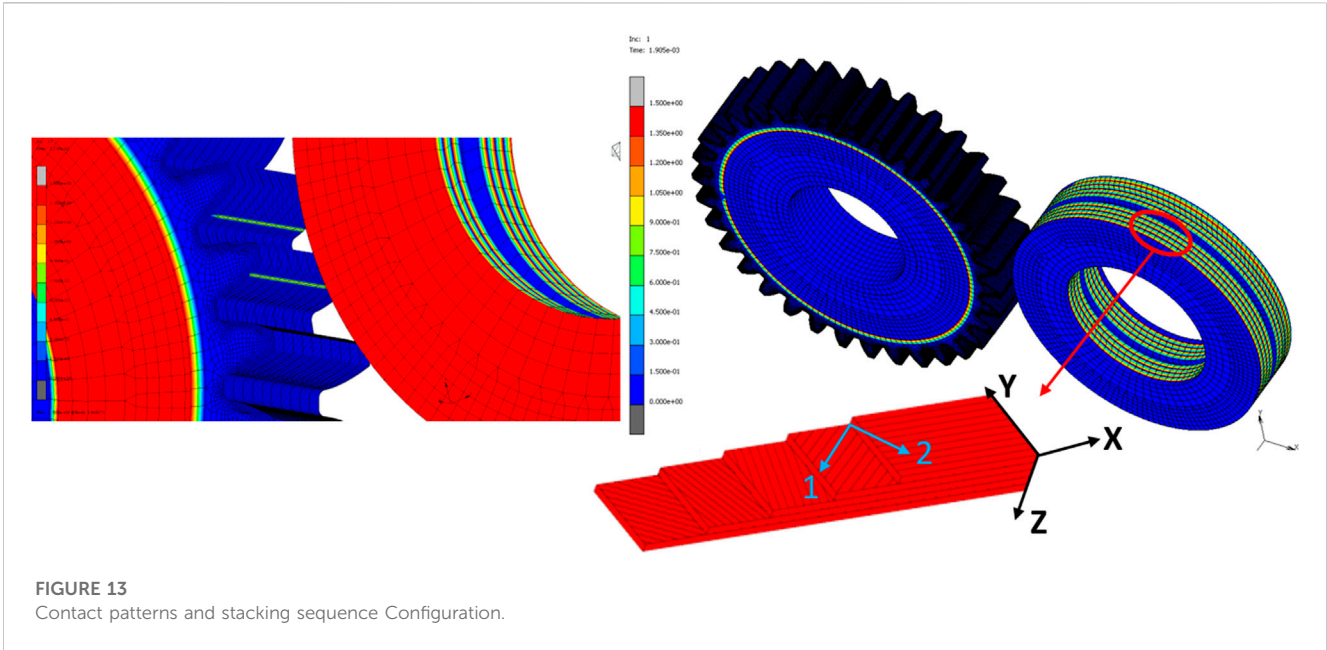 Inc: 1
Time: 1.905e-03
1.500e+00
1.350e+00
1.200e+00
1.050e+00
9.000e-01
7.500e-01
6.000e-01
4.500e-01
3.000e-01
1.500e-01
0.000e+00
Y
X
Z
1
2
Y
X
FIGURE 13
Contact patterns and stacking sequence Configuration.